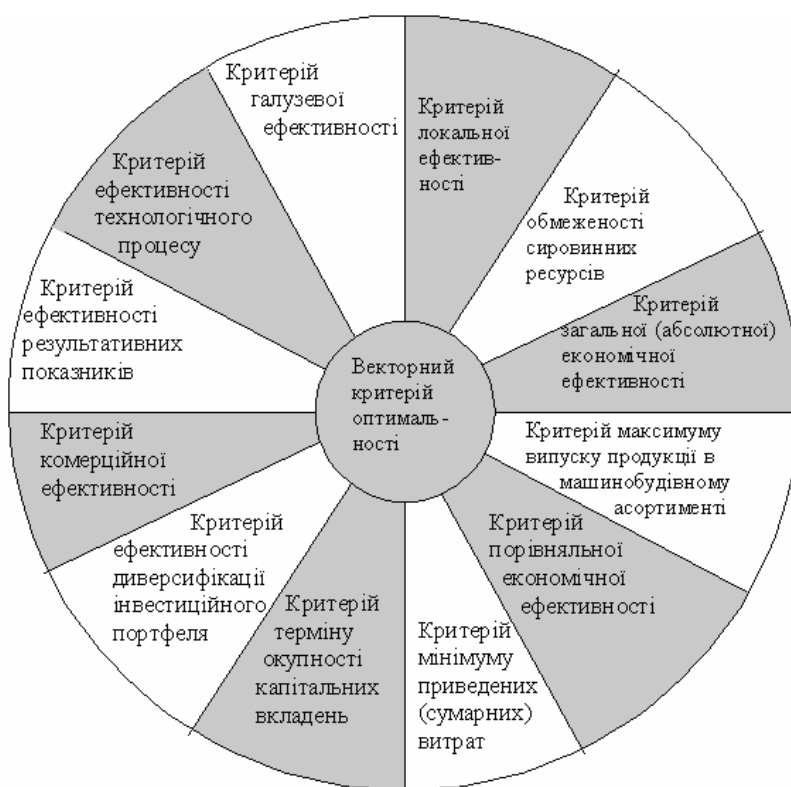 Критерій
галузевої
ефективності
Критерій
локальної
ефектив-
ності
Критерій
обмеженості
сировинних
ресурсів
Критерій
загальної (абсолютної)
економічної
ефективності
Критерій максимуму
випуску продукції в
машинобудівному
асортименті
Критерій
порівняльної
економічної
ефективності
Критерій
мінімуму
приведених
(сумарних)
витрат
Критерій
терміну
окупності
капітальних
вкладень
Критерій
ефективності
диверсифікації
інвестиційного
портфеля
Критерій
комерційної
ефективності
Критерій
ефективності
результативних
показників
Критерій
ефективності
технологічного
процесу
Векторний
критерій
оптималь-
ності